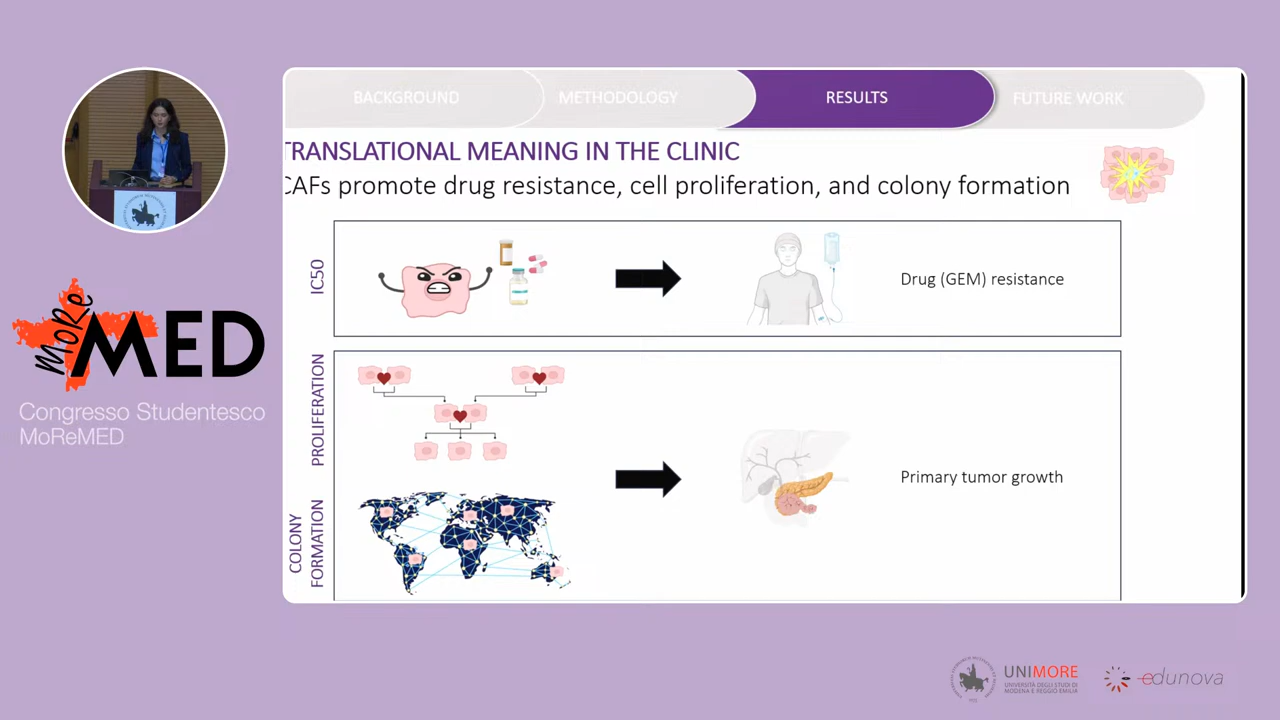 BACKGROUND
METHODOLOGY
RESULTS
FUTURE WORK
TRANSLATIONAL MEANING IN THE CLINIC
CAFs promote drug resistance, cell proliferation, and colony formation
IC50
Drug (GEM) resistance
PROLIFERATION
COLONY
FORMATION
Primary tumor growth
MoRe
MED
Congresso Studentesco
MoReMED
UNIMORE
UNIVERSITÀ DEGLI STUDI DI
MODENA E REGGIO EMILIA
edunova